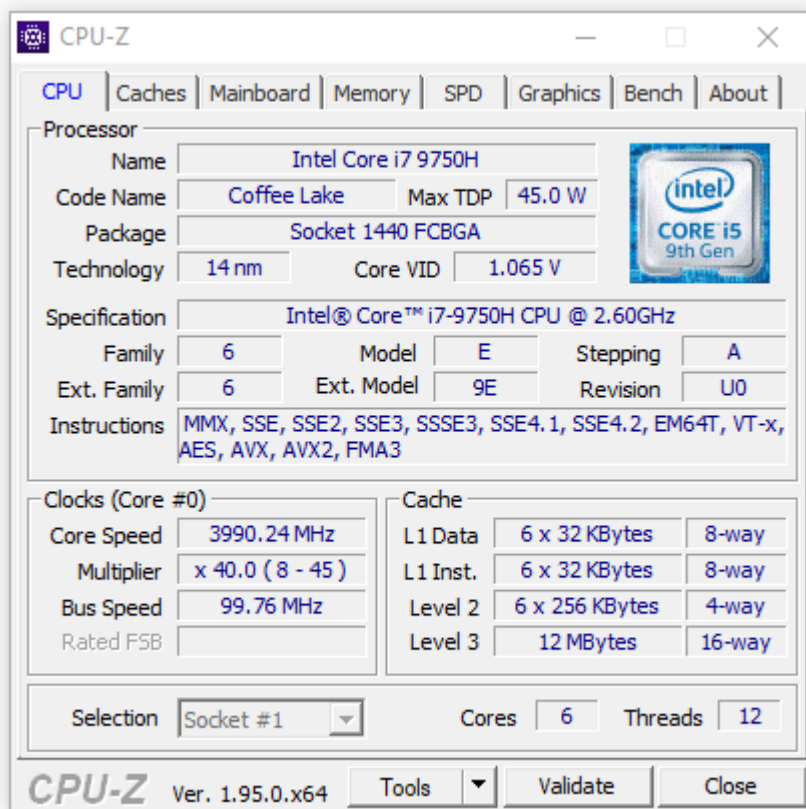 CPU-Z
CPU Caches Mainboard Memory SPD Graphics Bench About
Processor
Name Intel Core i7 9750H
Code Name Coffee Lake Max TDP 45.0 W
Package Socket 1440 FCBGA
Technology 14 nm Core VID 1.065 V
intel
CORE i5
9th Gen
Specification Intel® Core™ i7-9750H CPU @ 2.60GHz
Family 6 Model E Stepping A
Ext. Family 6 Ext. Model 9E Revision U0
Instructions MMX, SSE, SSE2, SSE3, SSSE3, SSE4.1, SSE4.2, EM64T, VT-x,
AES, AVX, AVX2, FMA3
Clocks (Core #0) Cache
Core Speed 3990.24 MHz L1 Data 6 x 32 KBytes 8-way
Multiplier x 40.0 ( 8 - 45 ) L1 Inst. 6 x 32 KBytes 8-way
Bus Speed 99.76 MHz Level 2 6 x 256 KBytes 4-way
Rated FSB Level 3 12 MBytes 16-way
Selection Socket #1 Cores 6 Threads 12
CPU-Z Ver. 1.95.0.x64 Tools Validate Close